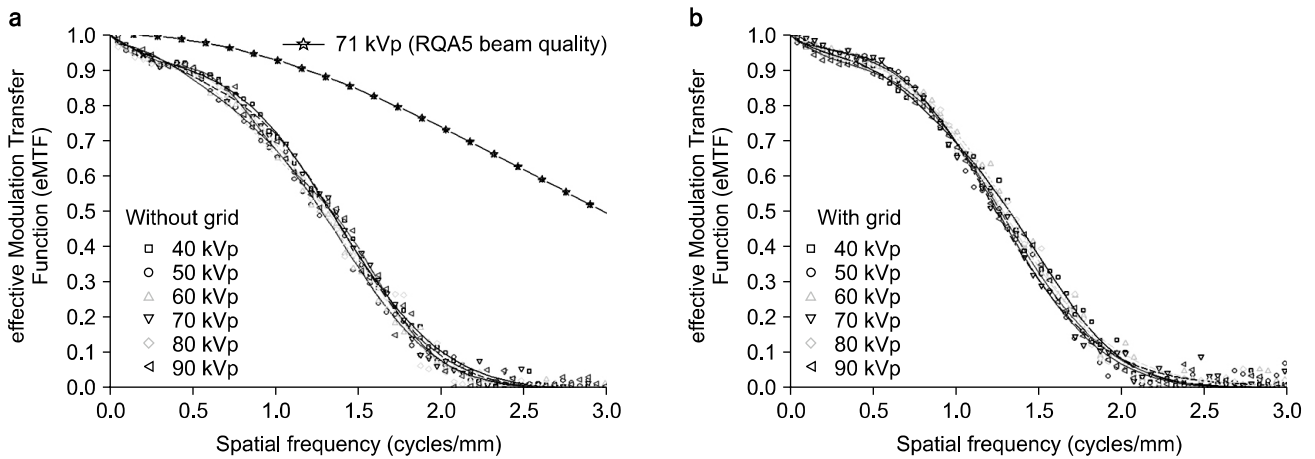 a
71 kVp (RQA5 beam quality)
effective Modulation Transfer
Function (eMTF)
1.0
0.9
0.8
0.7
0.6
0.5
0.4
0.3
0.2
0.1
0.0
Without grid
40 kVp
50 kVp
60 kVp
70 kVp
80 kVp
90 kVp
0.0 0.5 1.0 1.5 2.0 2.5 3.0
Spatial frequency (cycles/mm)
b
effective Modulation Transfer
Function (eMTF)
1.0
0.9
0.8
0.7
0.6
0.5
0.4
0.3
0.2
0.1
0.0
With grid
40 kVp
50 kVp
60 kVp
70 kVp
80 kVp
90 kVp
0.0 0.5 1.0 1.5 2.0 2.5 3.0
Spatial frequency (cycles/mm)